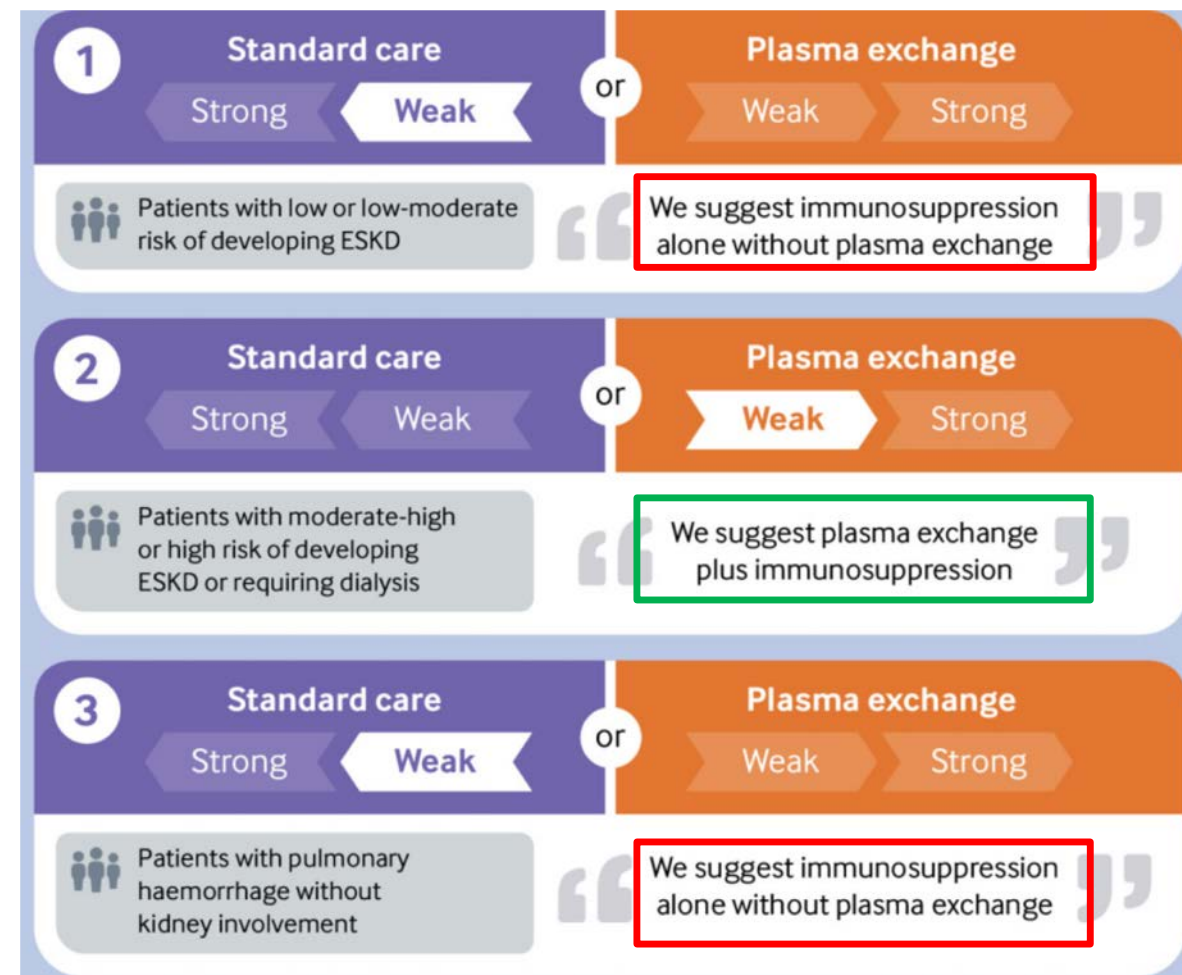 1
Standard care
Strong
Weak
or
Plasma exchange
Weak
Strong
Patients with low or low-moderate
risk of developing ESKD
“
We suggest immunosuppression
alone without plasma exchange
”
2
Standard care
Strong
Weak
or
Plasma exchange
Weak
Strong
Patients with moderate-high
or high risk of developing
ESKD or requiring dialysis
“
We suggest plasma exchange
plus immunosuppression
”
3
Standard care
Strong
Weak
or
Plasma exchange
Weak
Strong
Patients with pulmonary
haemorrhage without
kidney involvement
“
We suggest immunosuppression
alone without plasma exchange
”